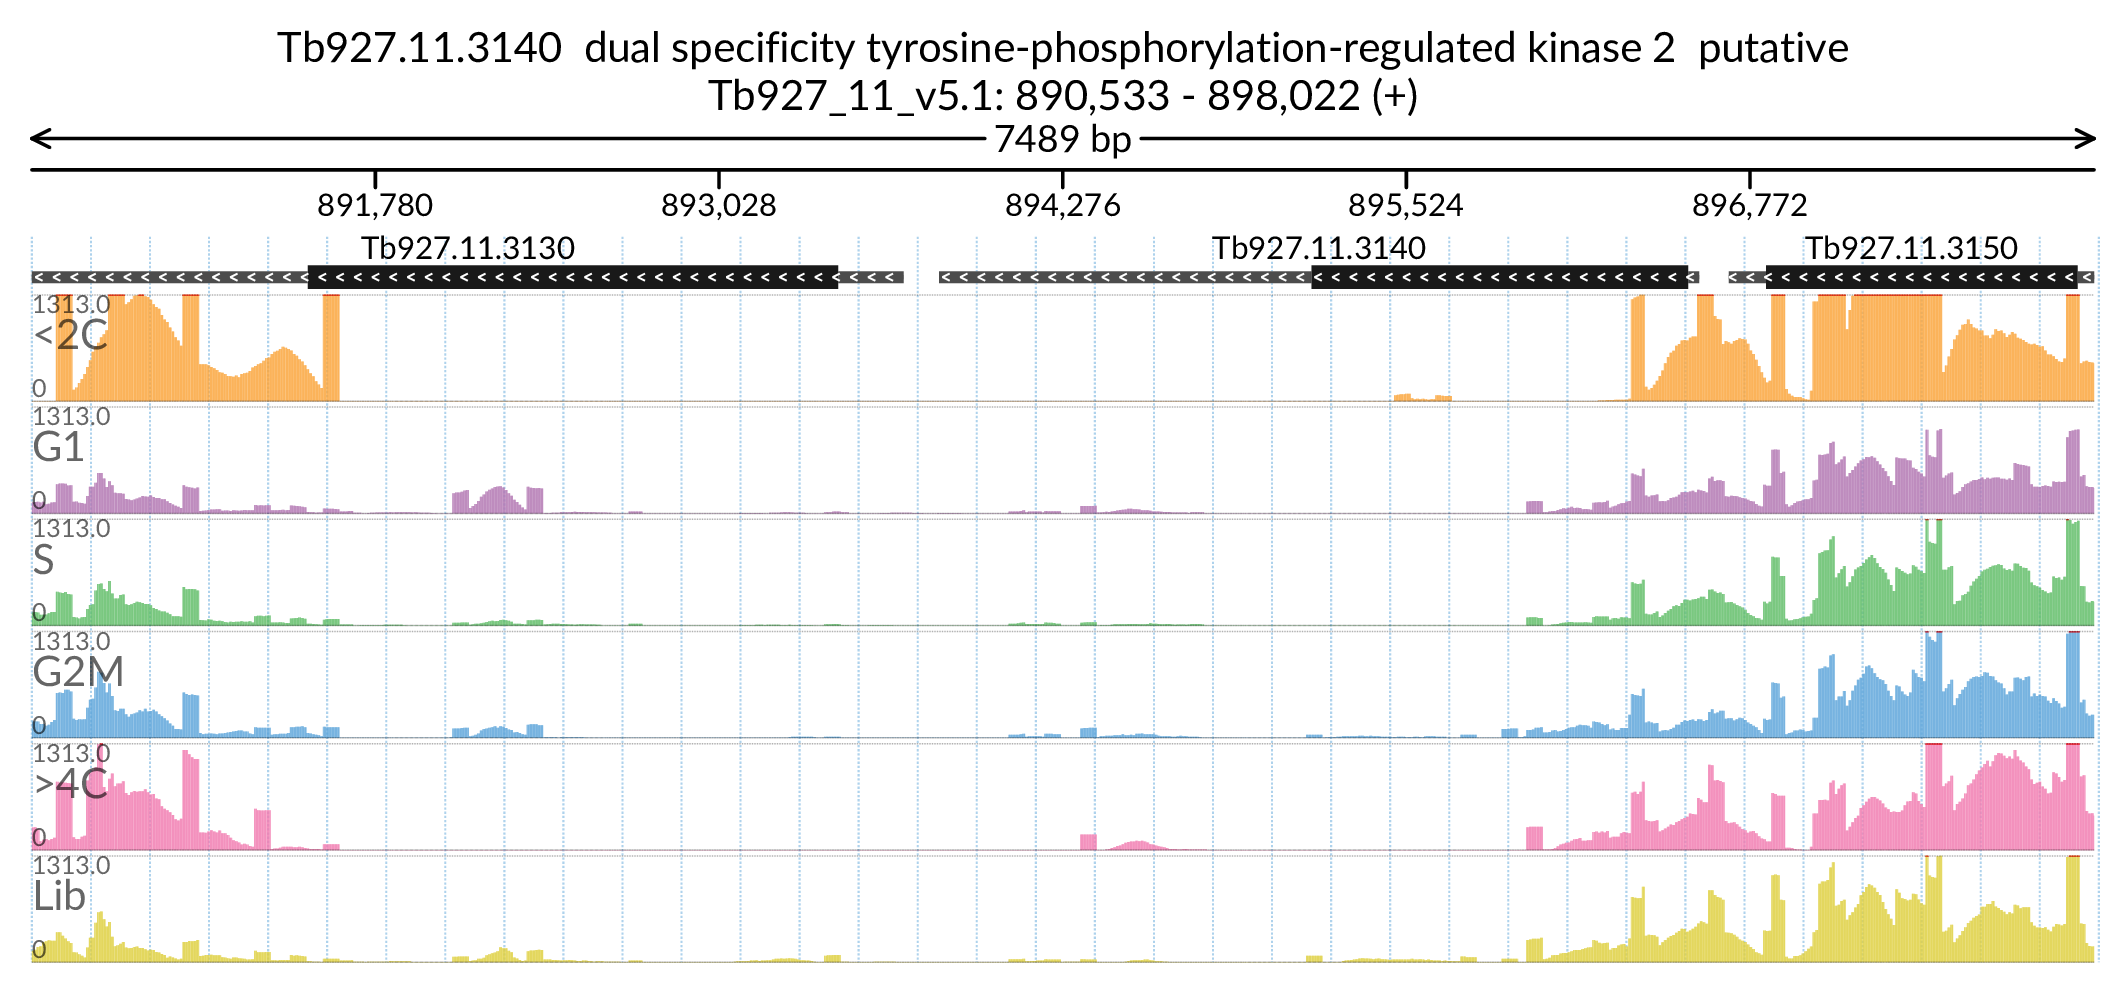 Tb927.11.3140  dual specificity tyrosine-phosphorylation-regulated kinase 2  putative
Tb927_11_v5.1: 890,533 - 898,022 (+)
7489 bp
891,780 893,028 894,276 895,524 896,772
Tb927.11.3130 Tb927.11.3140 Tb927.11.3150
1313.0
<2C
0
1313.0
G1
0
1313.0
S
0
1313.0
G2M
0
1313.0
>4C
0
1313.0
Lib
0